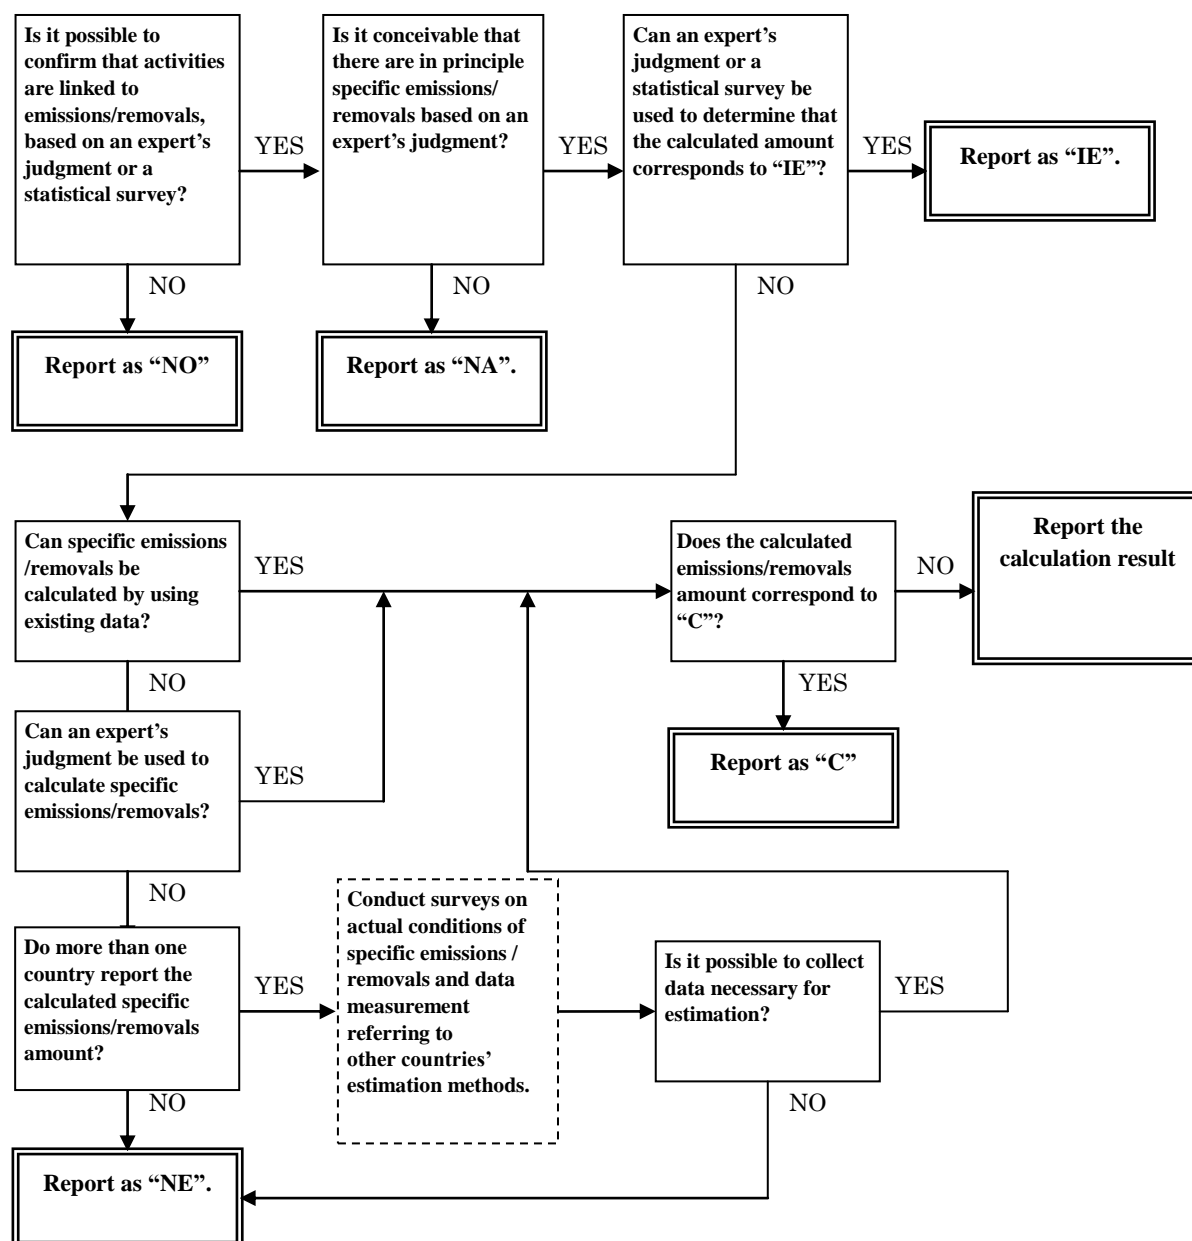 Is it possible to
confirm that activities
are linked to
emissions/removals,
based on an expert’s
judgment or a
statistical survey?
YES
Is it conceivable that
there are in principle
specific emissions/
removals based on an
expert’s judgment?
YES
Can an expert’s
judgment or a
statistical survey be
used to determine that
the calculated amount
corresponds to “IE”?
YES
Report as “IE”.
NO
NO
NO
Report as “NO”
Report as “NA”.
Can specific emissions
/removals be
calculated by using
existing data?
YES
Does the calculated
emissions/removals
amount correspond to
“C”?
NO
Report the
calculation result
NO
YES
Can an expert’s
judgment be used to
calculate specific
emissions/removals?
YES
Report as “C”
NO
Do more than one
country report the
calculated specific
emissions/removals
amount?
YES
Conduct surveys on
actual conditions of
specific emissions /
removals and data
measurement
referring to
other countries’
estimation methods.
Is it possible to collect
data necessary for
estimation?
YES
NO
NO
Report as “NE”.